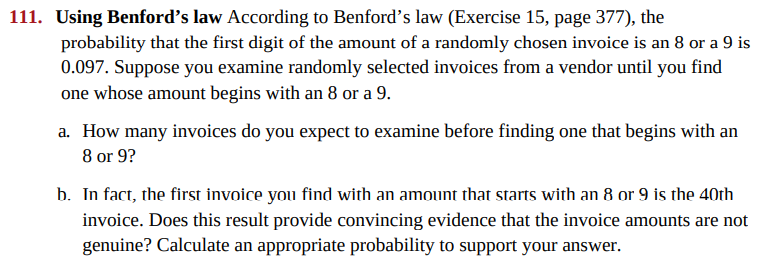 111. Using Benford’s law According to Benford’s law (Exercise 15, page 377), the
probability that the first digit of the amount of a randomly chosen invoice is an 8 or a 9 is
0.097. Suppose you examine randomly selected invoices from a vendor until you find
one whose amount begins with an 8 or a 9.
a. How many invoices do you expect to examine before finding one that begins with an
8 or 9?
b. In fact, the first invoice you find with an amount that starts with an 8 or 9 is the 40th
invoice. Does this result provide convincing evidence that the invoice amounts are not
genuine? Calculate an appropriate probability to support your answer.